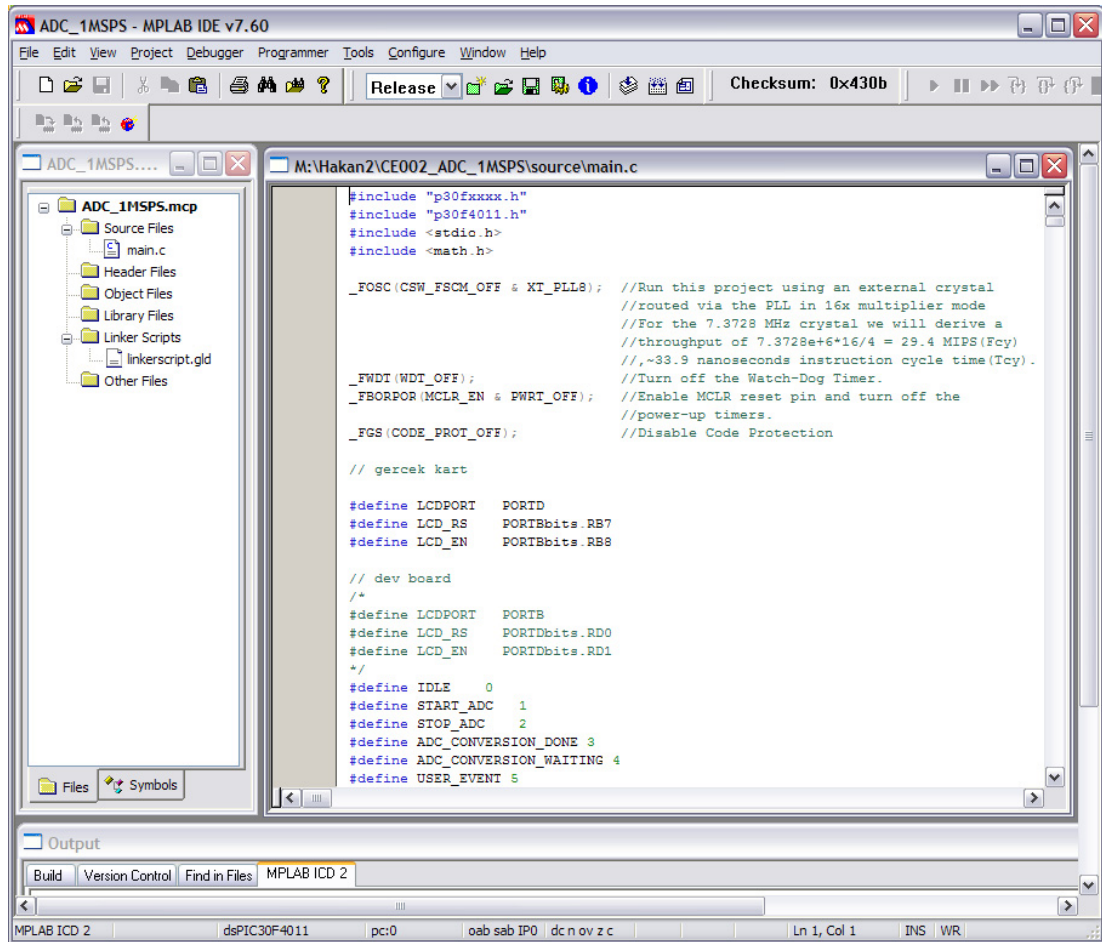 ADC_1MSPS - MPLAB IDE v7.60
File Edit View Project Debugger Programmer Tools Configure Window Help
Release Checksum: 0x430b
ADC_1MSPS....
ADC_1MSPS.mcp
Source Files
main.c
Header Files
Object Files
Library Files
Linker Scripts
linkerscript.gld
Other Files
Files Symbols
M:\Hakan2\CE002_ADC_1MSPS\source\main.c
#include "p30fxxxx.h"
#include "p30f4011.h"
#include <stdio.h>
#include <math.h>
_FOSC(CSW_FSCM_OFF & XT_PLL8); //Run this project using an external crystal
//routed via the PLL in 16x multiplier mode
//For the 7.3728 MHz crystal we will derive a
//throughput of 7.3728e+6*16/4 = 29.4 MIPS(Fcy)
//,~33.9 nanoseconds instruction cycle time(Tcy).
_FWDT(WDT_OFF); //Turn off the Watch-Dog Timer.
_FBORPOR(MCLR_EN & PWRT_OFF); //Enable MCLR reset pin and turn off the
//power-up timers.
_FGS(CODE_PROT_OFF); //Disable Code Protection
// gercek kart
#define LCDPORT PORTD
#define LCD_RS PORTBbits.RB7
#define LCD_EN PORTBbits.RB8
// dev board
/*
#define LCDPORT PORTB
#define LCD_RS PORTDbits.RD0
#define LCD_EN PORTDbits.RD1
*/
#define IDLE 0
#define START_ADC 1
#define STOP_ADC 2
#define ADC_CONVERSION_DONE 3
#define ADC_CONVERSION_WAITING 4
#define USER_EVENT 5
Output
Build Version Control Find in Files MPLAB ICD 2
MPLAB ICD 2 dsPIC30F4011 pc:0 oab sab IP0 dc n ov z c Ln 1, Col 1 INS WR